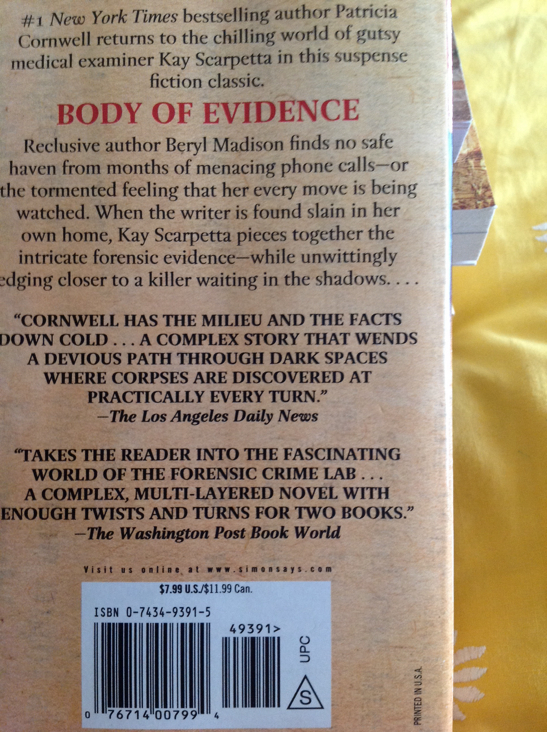 #1 New York Times bestselling author Patricia
Cornwell returns to the chilling world of gutsy
medical examiner Kay Scarpetta in this suspense
fiction classic.
BODY OF EVIDENCE
Reclusive author Beryl Madison finds no safe
haven from months of menacing phone calls—or
the tormented feeling that her every move is being
watched. When the writer is found slain in her
own home, Kay Scarpetta pieces together the
intricate forensic evidence—while unwittingly
edging closer to a killer waiting in the shadows. . . .
“CORNWELL HAS THE MILIEU AND THE FACTS
DOWN COLD . . . A COMPLEX STORY THAT WENDS
A DEVIOUS PATH THROUGH DARK SPACES
WHERE CORPSES ARE DISCOVERED AT
PRACTICALLY EVERY TURN.”
—The Los Angeles Daily News
“TAKES THE READER INTO THE FASCINATING
WORLD OF THE FORENSIC CRIME LAB . . .
A COMPLEX, MULTI-LAYERED NOVEL WITH
ENOUGH TWISTS AND TURNS FOR TWO BOOKS.”
—The Washington Post Book World
Visit us online at www.simonsays.com
$7.99 U.S./$11.99 Can.
ISBN 0-7434-9391-5
49391>
UPC
S
0 76714 00799 4
PRINTED IN U.S.A.